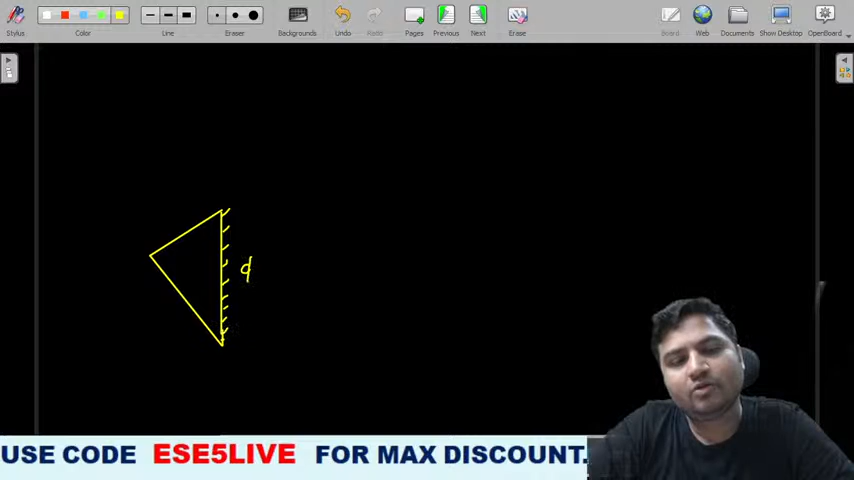 Stylus
Color
Line
Eraser
Backgrounds
Undo
Redo
Pages
Previous
Next
Erase
Board
Web
Documents
Show Desktop
OpenBoard
d
USE CODE ESE5LIVE FOR MAX DISCOUNT.